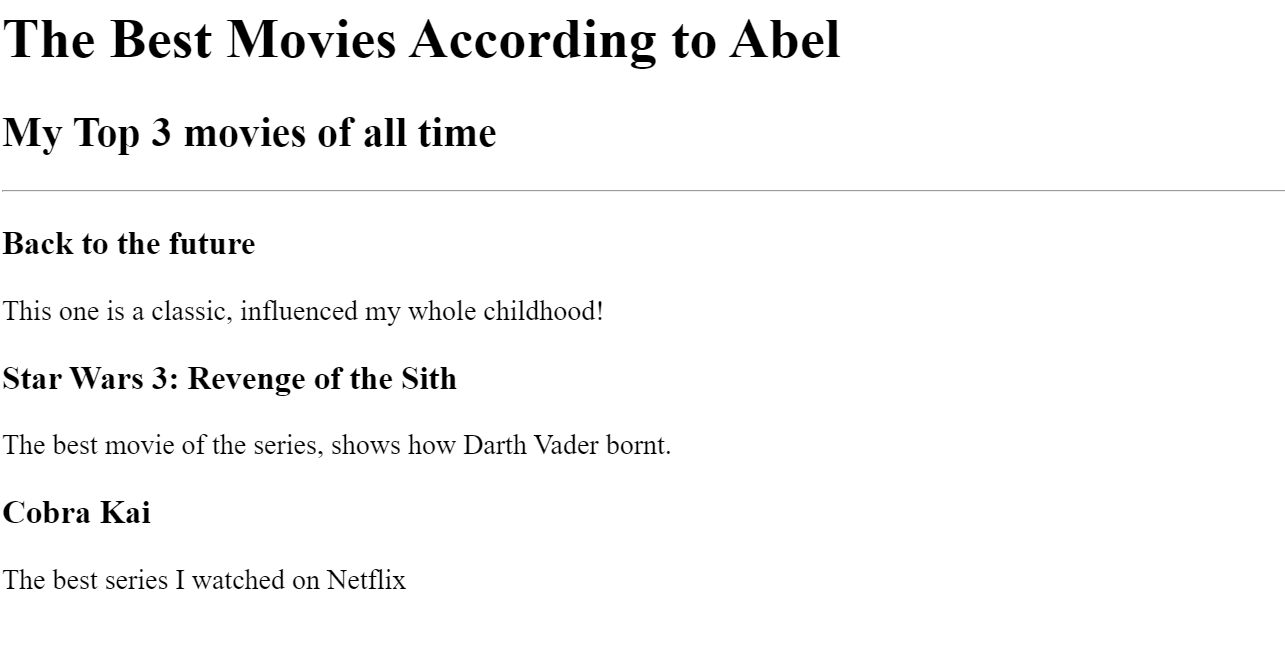 The Best Movies According to Abel
My Top 3 movies of all time
Back to the future
This one is a classic, influenced my whole childhood!
Star Wars 3: Revenge of the Sith
The best movie of the series, shows how Darth Vader bornt.
Cobra Kai
The best series I watched on Netflix